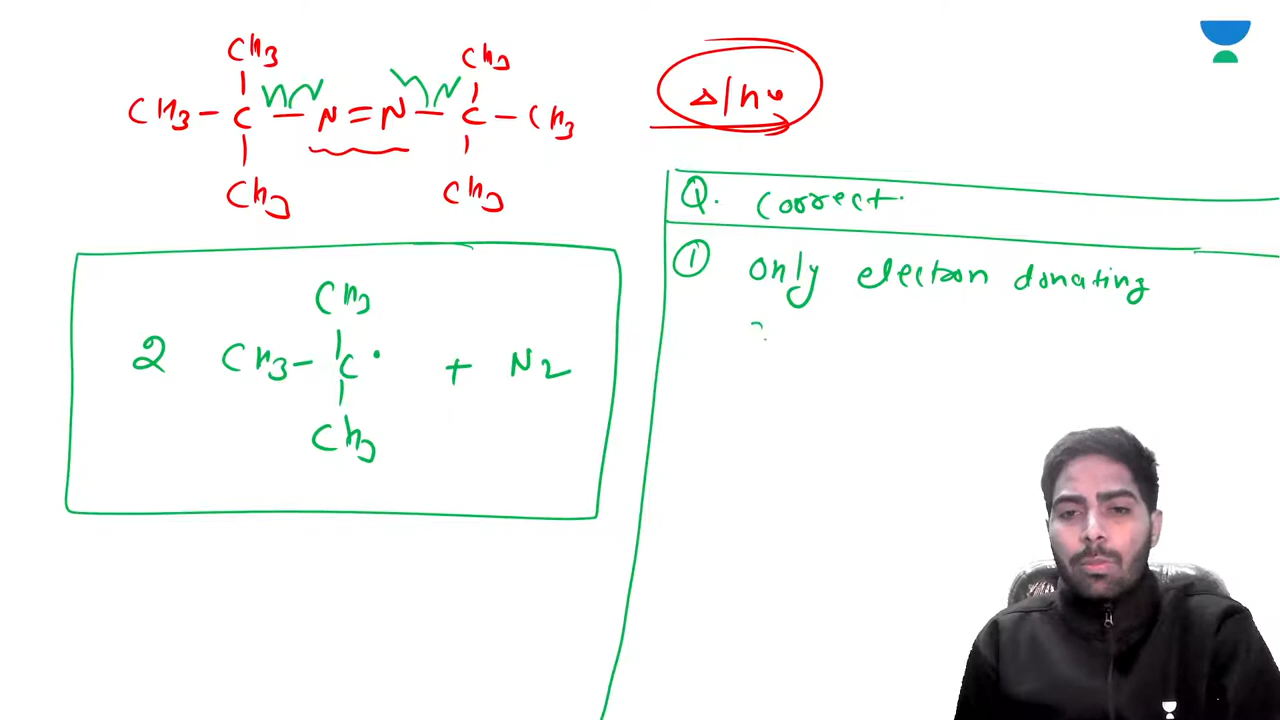 CH3 CH3
CH3 - C - N = N - C - CH3
CH3 CH3
Δ/hν
Q. Correct.
① Only electron donating
CH3
2 CH3 - C • + N2
CH3